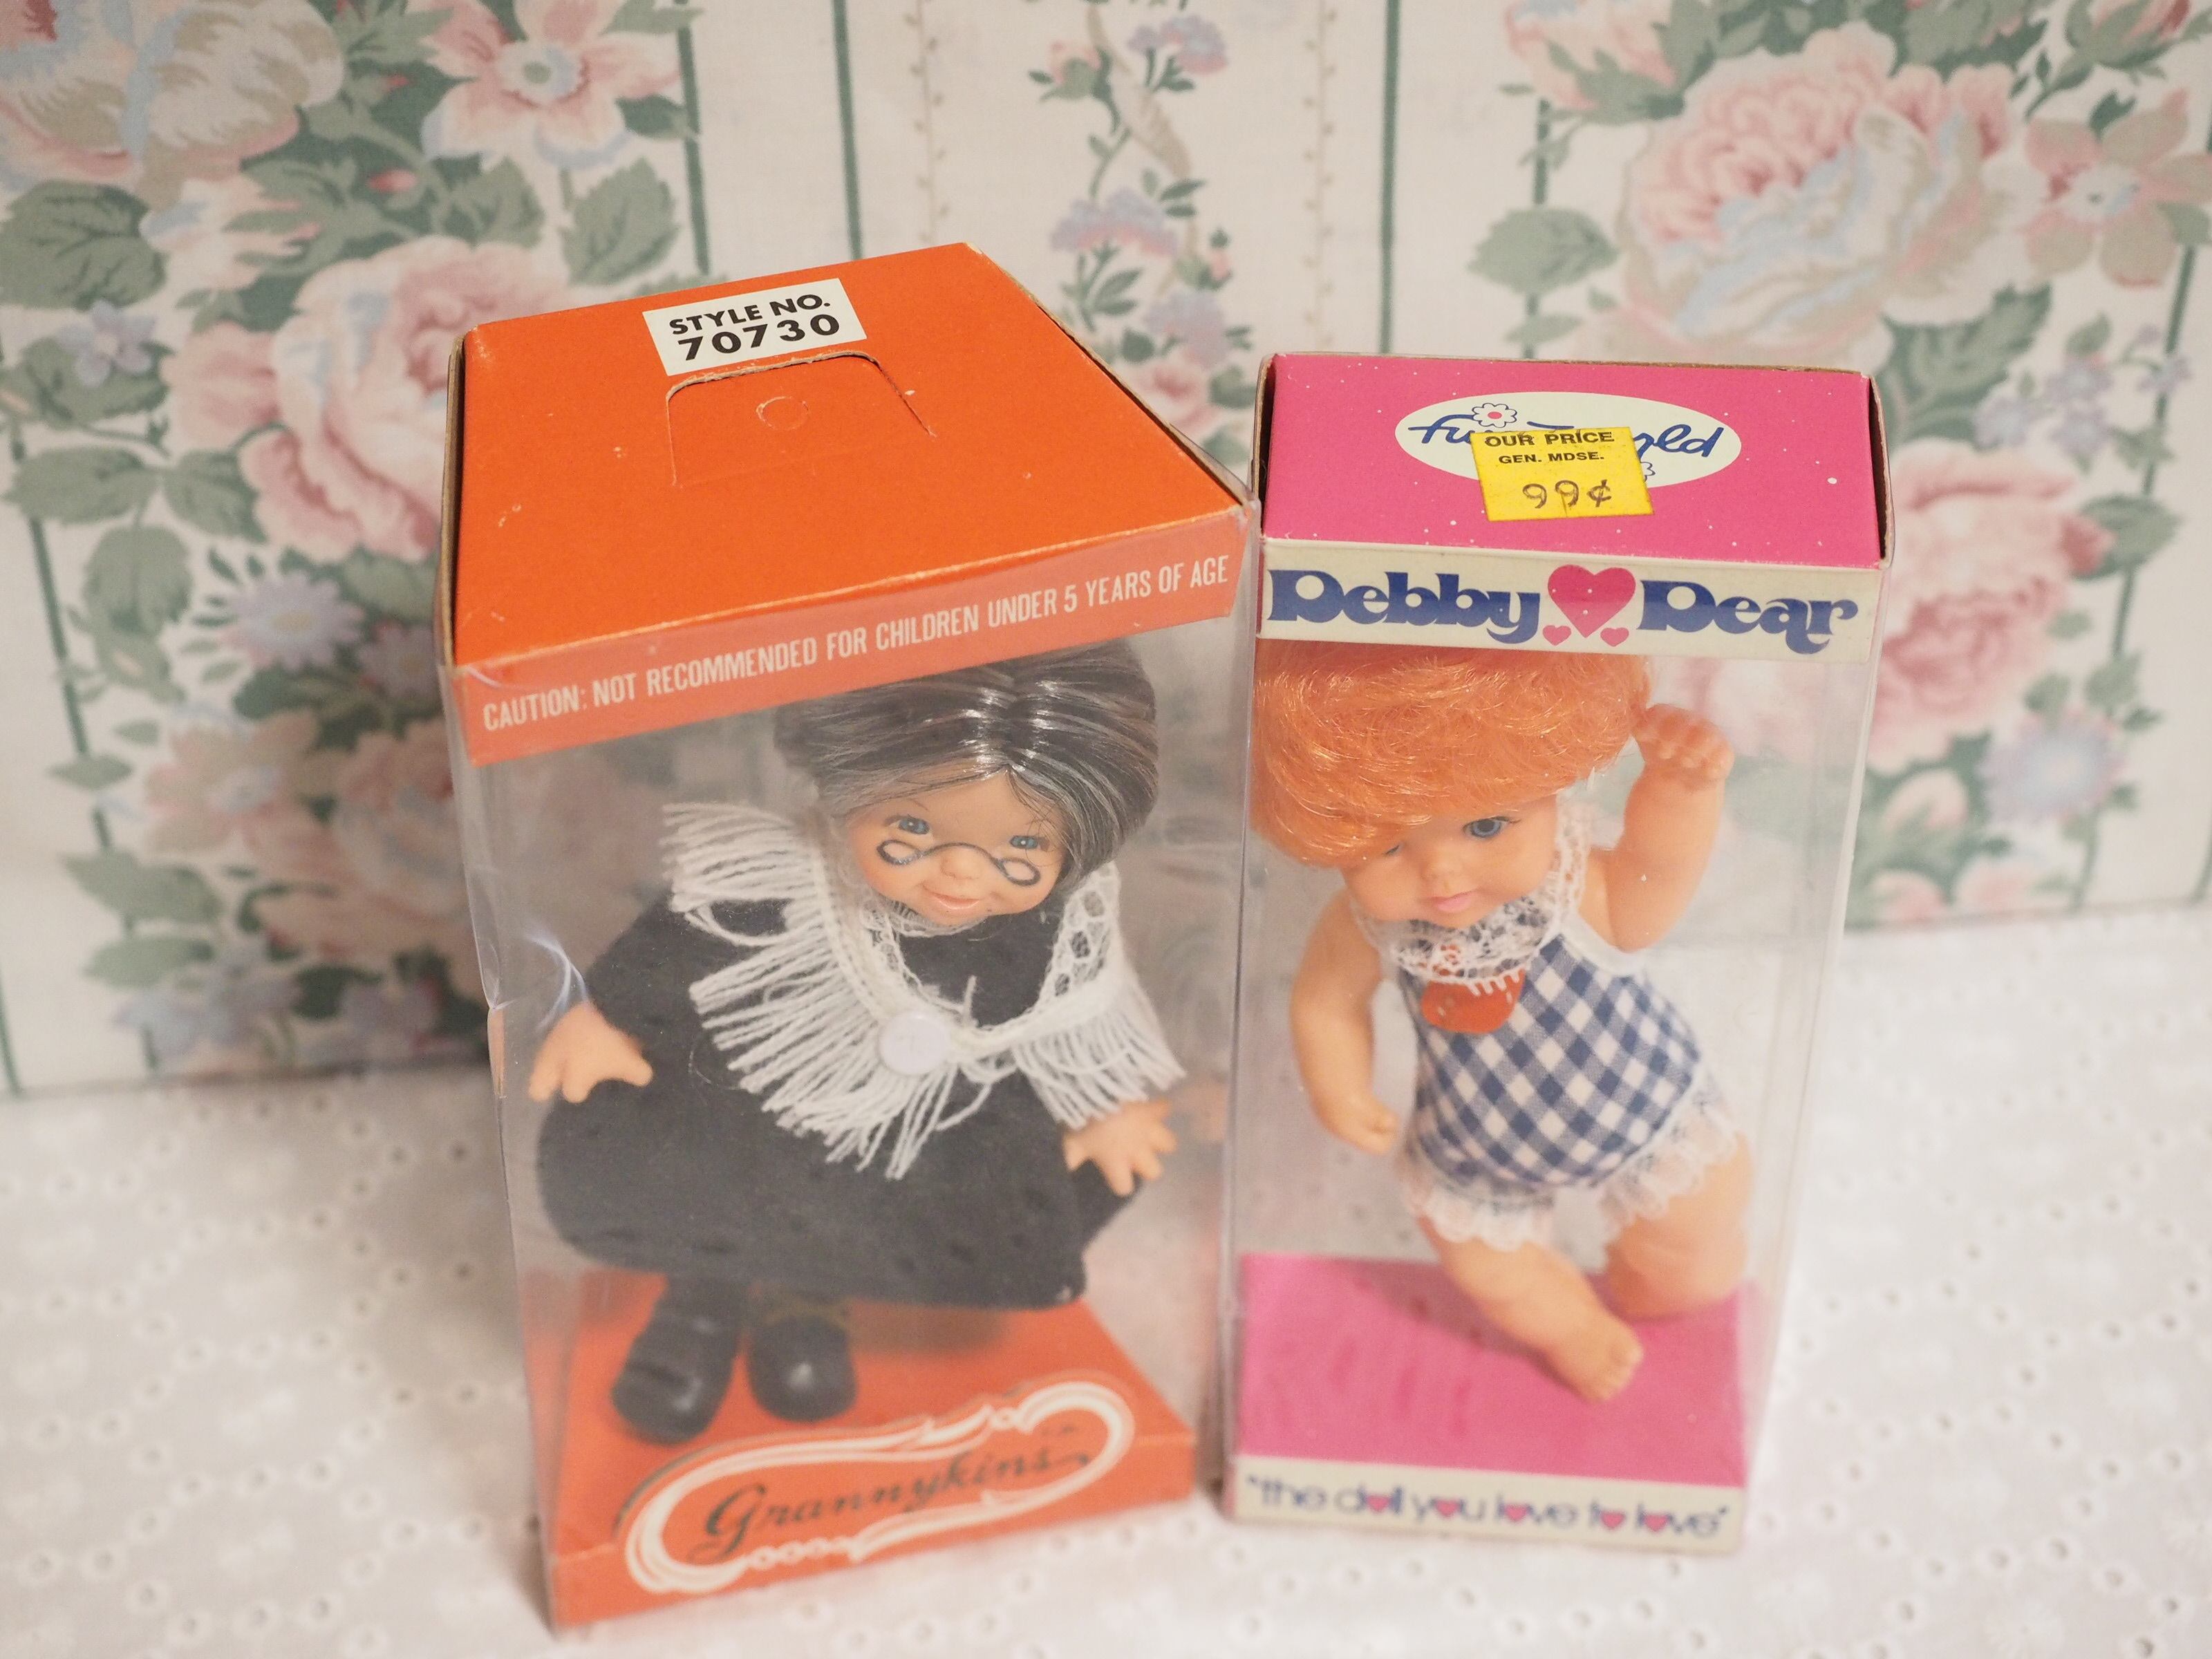 STYLE NO.
70730
CAUTION: NOT RECOMMENDED FOR CHILDREN UNDER 5 YEARS OF AGE
Grannykins
OUR PRICE
GEN. MDSE.
99¢
Debby Dear
"the doll you love to love"